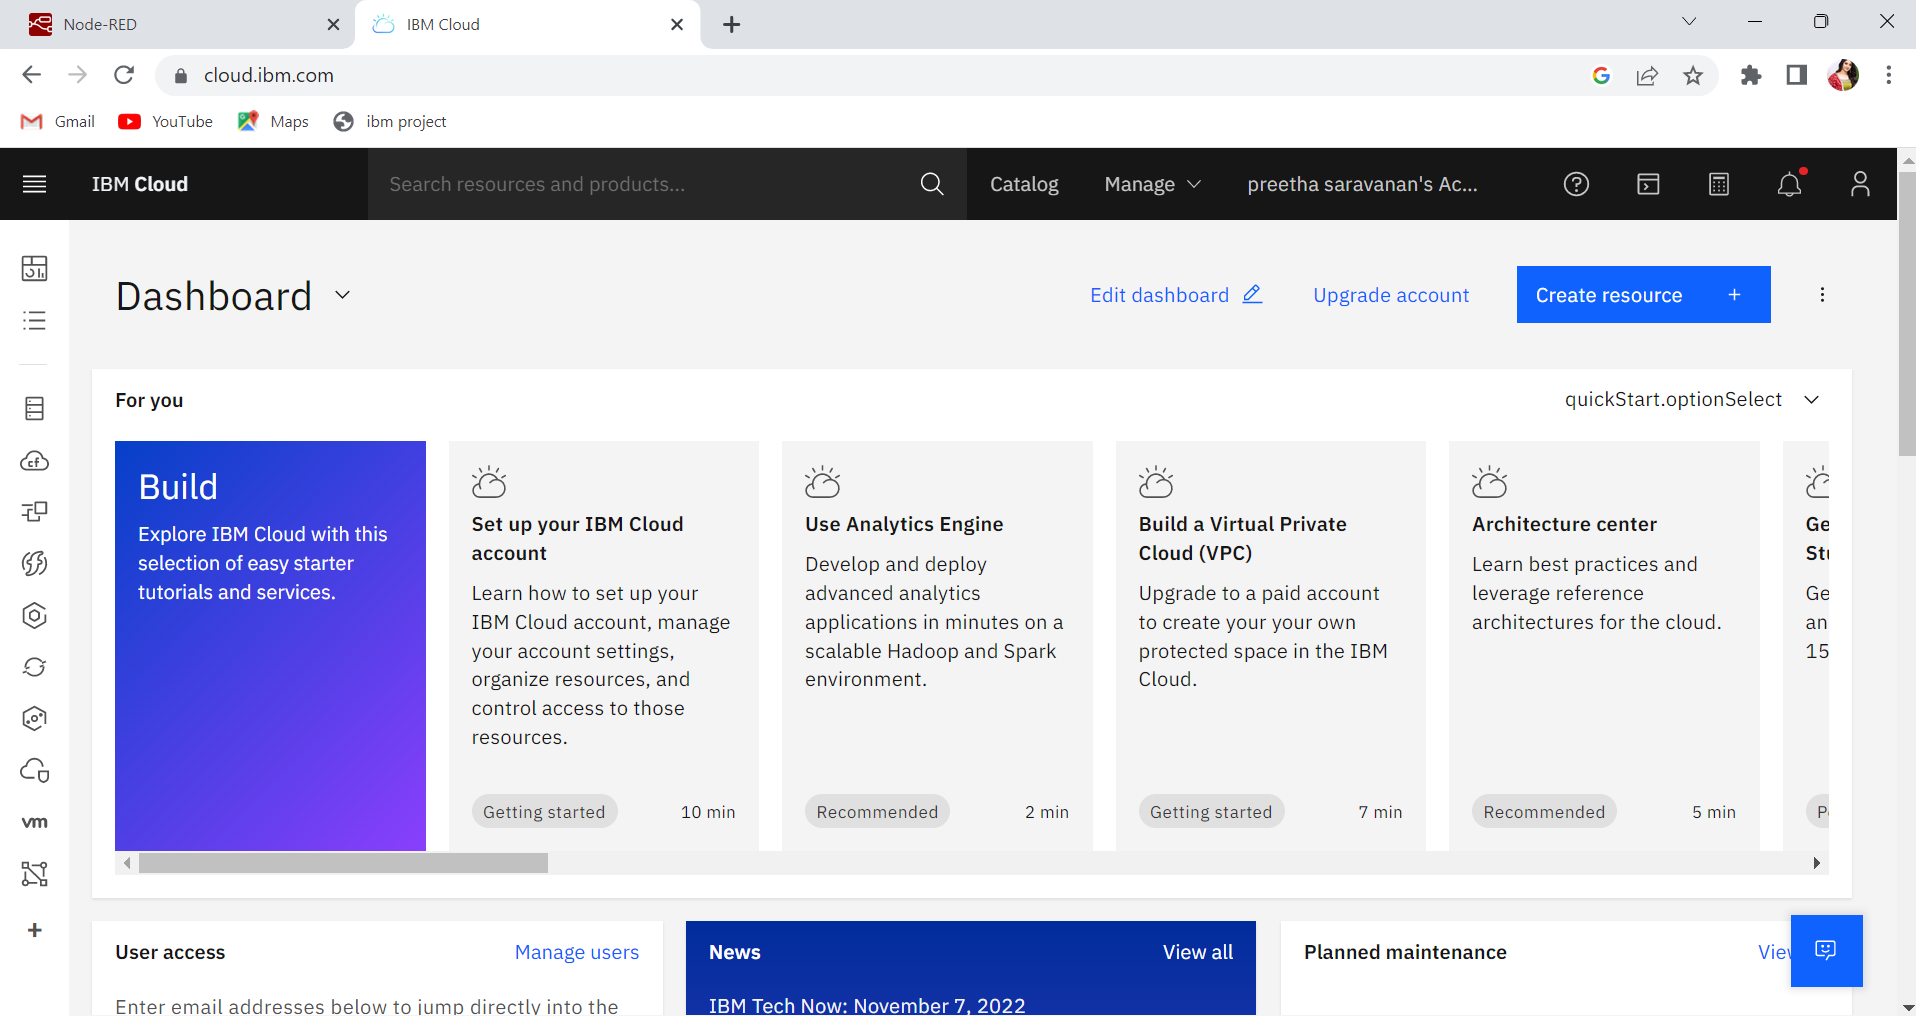 Node-RED
IBM Cloud
cloud.ibm.com
Gmail
YouTube
Maps
ibm project
IBM Cloud
Search resources and products...
Catalog
Manage
preetha saravanan's Ac...
Dashboard
Edit dashboard
Upgrade account
Create resource +
For you
quickStart.optionSelect
Build
Explore IBM Cloud with this
selection of easy starter
tutorials and services.
Set up your IBM Cloud
account
Learn how to set up your
IBM Cloud account, manage
your account settings,
organize resources, and
control access to those
resources.
Getting started
10 min
Use Analytics Engine
Develop and deploy
advanced analytics
applications in minutes on a
scalable Hadoop and Spark
environment.
Recommended
2 min
Build a Virtual Private
Cloud (VPC)
Upgrade to a paid account
to create your your own
protected space in the IBM
Cloud.
Getting started
7 min
Architecture center
Learn best practices and
leverage reference
architectures for the cloud.
Recommended
5 min
Ge
Ge
an
15
cf
vm
User access
Manage users
Enter email addresses below to jump directly into the
News
View all
IBM Tech Now: November 7, 2022
Planned maintenance